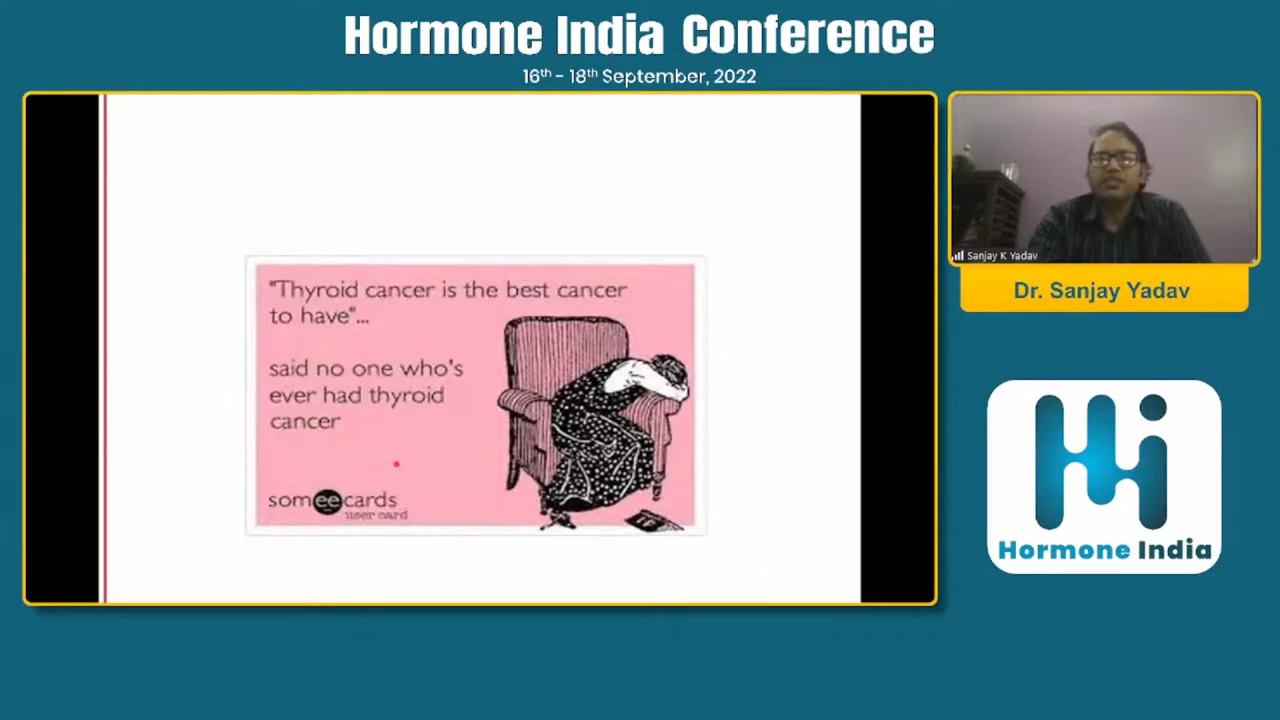 Hormone India Conference
16th - 18th September, 2022
"Thyroid cancer is the best cancer
to have"...
said no one who's
ever had thyroid
cancer
someecards
user card
Sanjay K Yadav
Dr. Sanjay Yadav
Hormone India